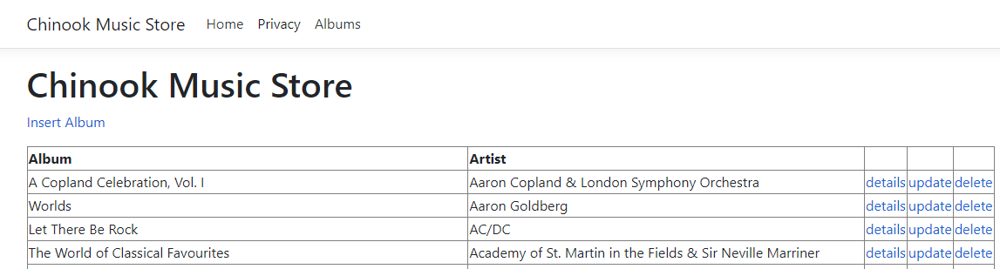 Chinook Music Store Home Privacy Albums
Chinook Music Store
Insert Album
Album Artist
A Copland Celebration, Vol. I Aaron Copland & London Symphony Orchestra details update delete
Worlds Aaron Goldberg details update delete
Let There Be Rock AC/DC details update delete
The World of Classical Favourites Academy of St. Martin in the Fields & Sir Neville Marriner details update delete